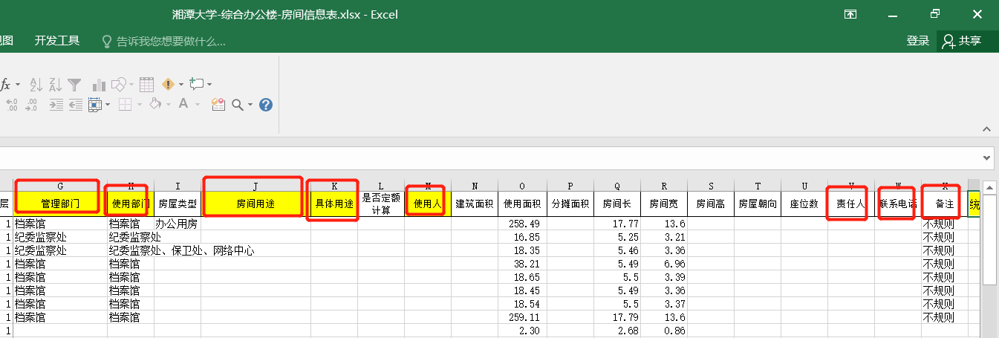 湘潭大学-综合办公楼-房间信息表.xlsx - Excel
视图 开发工具 告诉我您想要做什么... 登录 共享
fx
G H I J K L M N O P Q R S T U V W X
层 管理部门 使用部门 房屋类型 房间用途 具体用途 是否定额计算 使用人 建筑面积 使用面积 分摊面积 房间长 房间宽 房间高 房屋朝向 座位数 责任人 联系电话 备注 统
1 档案馆 档案馆 办公用房 258.49 17.77 13.6 不规则
1 纪委监察处 纪委监察处 16.85 5.25 3.21 不规则
1 纪委监察处 纪委监察处、保卫处、网络中心 18.35 5.46 3.36 不规则
1 档案馆 档案馆 38.21 5.49 6.96 不规则
1 档案馆 档案馆 18.65 5.5 3.39 不规则
1 档案馆 档案馆 18.45 5.49 3.36 不规则
1 档案馆 档案馆 18.54 5.5 3.37 不规则
1 档案馆 档案馆 259.11 17.79 13.6 不规则
1 2.30 2.68 0.86